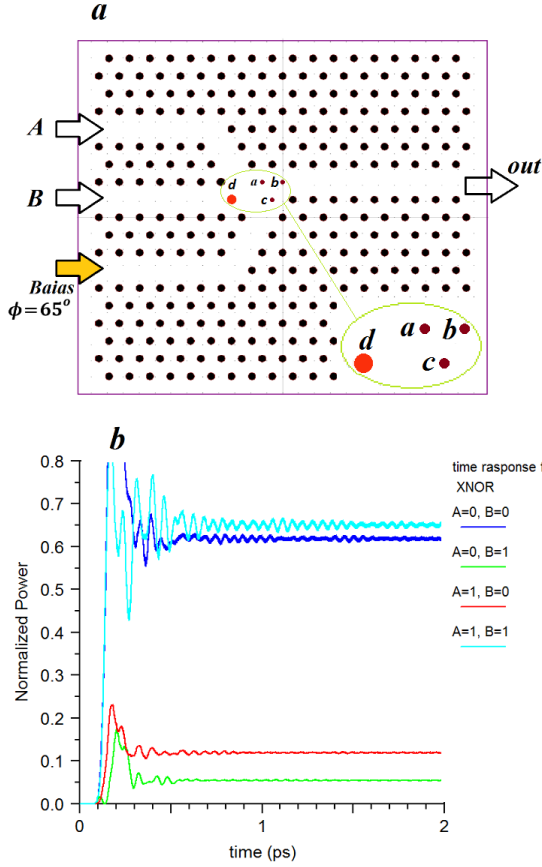 a
A
B
Baias
ϕ=65°
out
d
a
b
c
a
b
d
c
b
time rasponse f
XNOR
A=0, B=0
A=0, B=1
A=1, B=0
A=1, B=1
Normalized Power
0.8
0.7
0.6
0.5
0.4
0.3
0.2
0.1
0.0
0
1
2
time (ps)